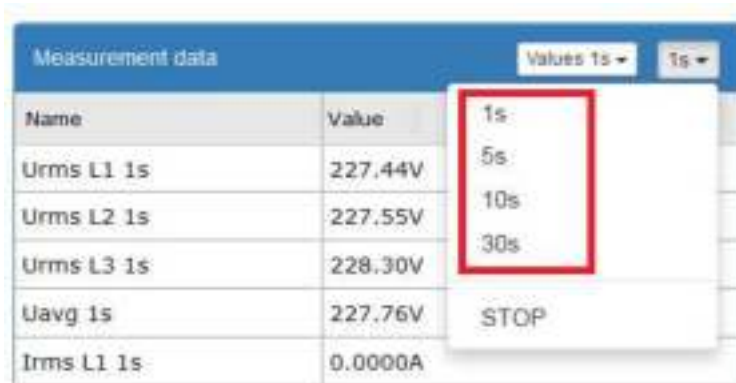 Measurement data Values 1s 1s
Name Value
1s
5s
10s
30s
STOP
Urms L1 1s 227.44V
Urms L2 1s 227.55V
Urms L3 1s 228.30V
Uavg 1s 227.76V
Irms L1 1s 0.0000A